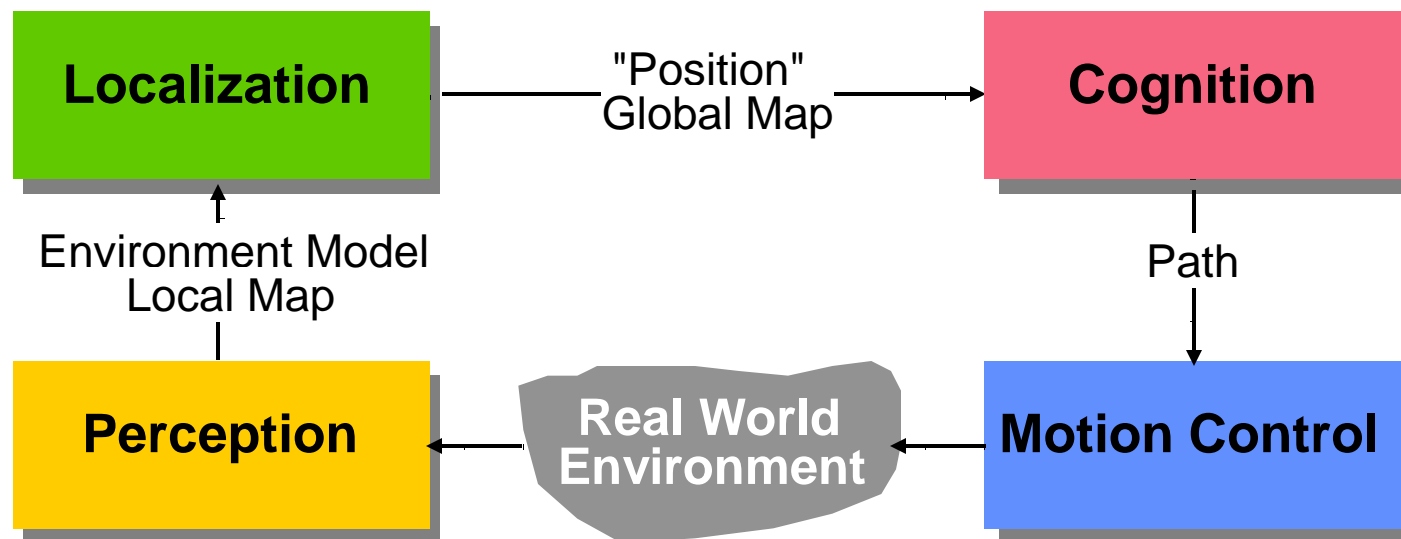 Localization
"Position"
Global Map
Cognition
Environment Model
Local Map
Path
Perception
Real World
Environment
Motion Control